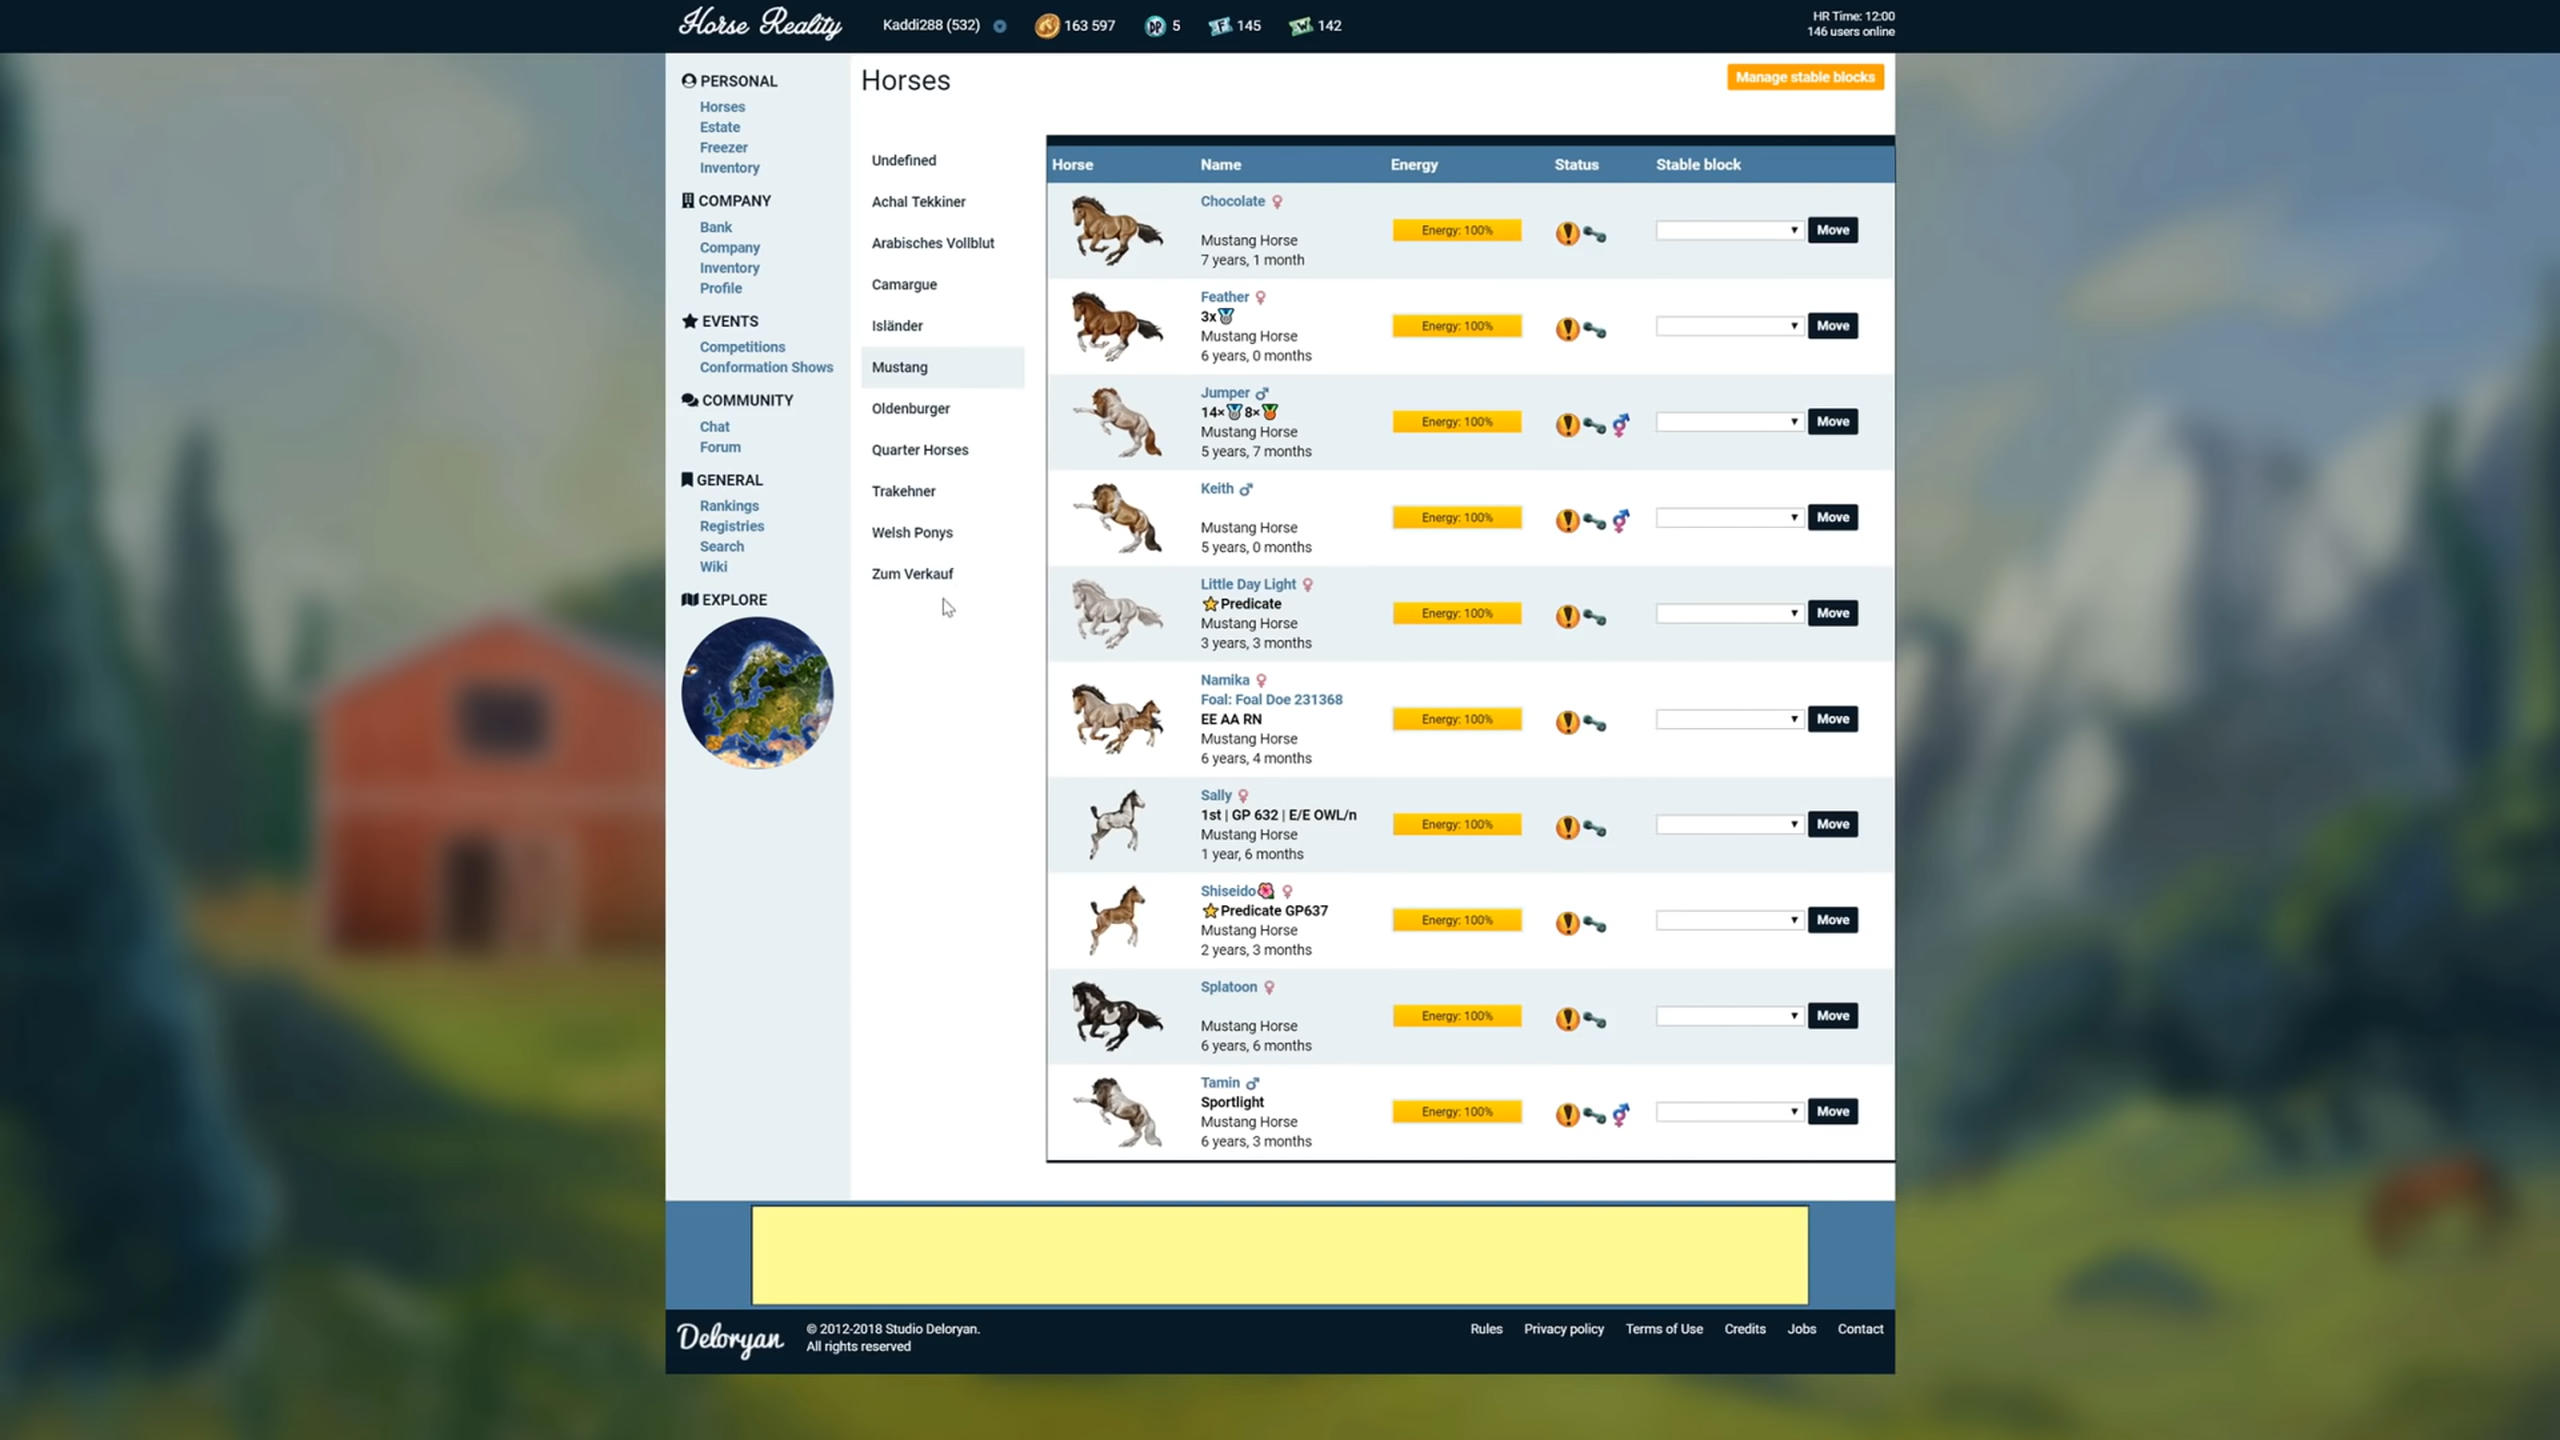 Horse Reality
Kaddi288 (532)
163 597
5
145
142
HR Time: 12:00
146 users online
PERSONAL
Horses
Estate
Freezer
Inventory
COMPANY
Bank
Company
Inventory
Profile
EVENTS
Competitions
Conformation Shows
COMMUNITY
Chat
Forum
GENERAL
Rankings
Registries
Search
Wiki
EXPLORE
Horses
Manage stable blocks
Undefined
Achal Tekkiner
Arabisches Vollblut
Camargue
Isländer
Mustang
Oldenburger
Quarter Horses
Trakehner
Welsh Ponys
Zum Verkauf
Horse Name Energy Status Stable block
Chocolate ♀
Mustang Horse
7 years, 1 month
Energy: 100%
Move
Feather ♀
3x
Mustang Horse
6 years, 0 months
Energy: 100%
Move
Jumper ♂
14× 8×
Mustang Horse
5 years, 7 months
Energy: 100%
Move
Keith ♂
Mustang Horse
5 years, 0 months
Energy: 100%
Move
Little Day Light ♀
⭐Predicate
Mustang Horse
3 years, 3 months
Energy: 100%
Move
Namika ♀
Foal: Foal Doe 231368
EE AA RN
Mustang Horse
6 years, 4 months
Energy: 100%
Move
Sally ♀
1st | GP 632 | E/E OWL/n
Mustang Horse
1 year, 6 months
Energy: 100%
Move
Shiseido🌺 ♀
⭐Predicate GP637
Mustang Horse
2 years, 3 months
Energy: 100%
Move
Splatoon ♀
Mustang Horse
6 years, 6 months
Energy: 100%
Move
Tamin ♂
Sportlight
Mustang Horse
6 years, 3 months
Energy: 100%
Move
Deloryan
© 2012-2018 Studio Deloryan.
All rights reserved
Rules Privacy policy Terms of Use Credits Jobs Contact